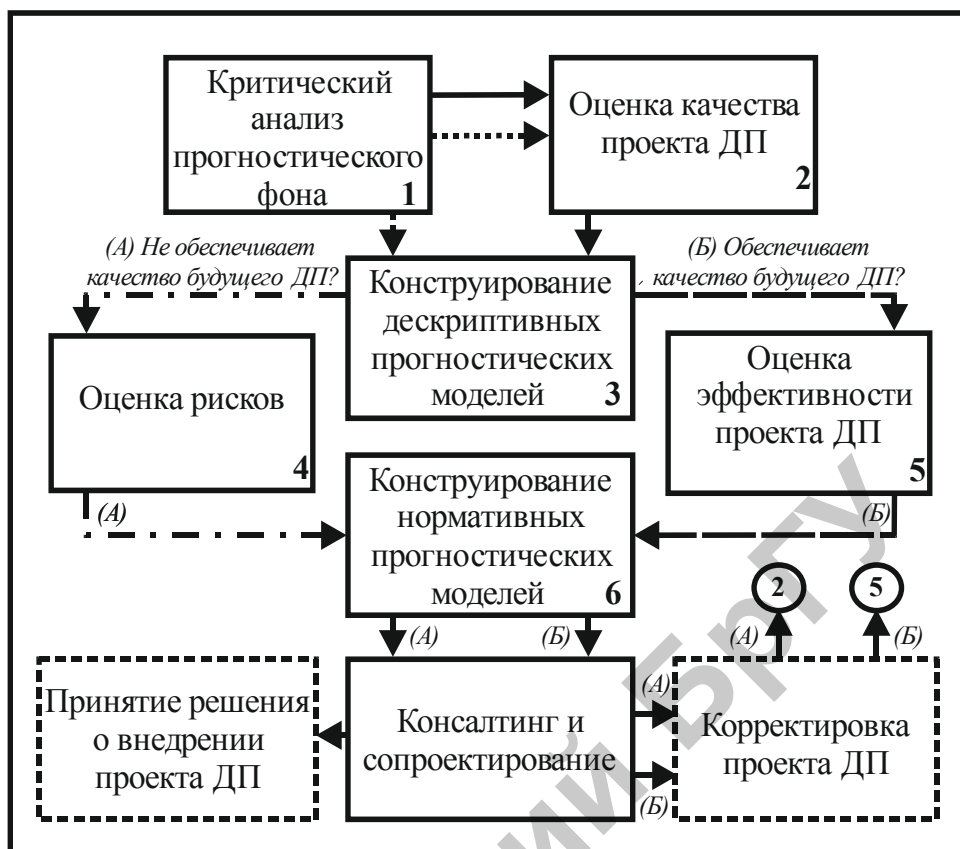 Критический
анализ
прогностического
фона
1
Оценка качества
проекта ДП
2
(А) Не обеспечивает
качество будущего ДП?
(Б) Обеспечивает
качество будущего ДП?
Конструирование
дескриптивных
прогностических
моделей
3
Оценка рисков
4
Оценка
эффективности
проекта ДП
5
(А)
(Б)
Конструирование
нормативных
прогностических
моделей
6
2
5
(А)
(Б)
(А)
(Б)
Принятие решения
о внедрении
проекта ДП
Консалтинг и
сопроектирование
(А)
(Б)
Корректировка
проекта ДП
ий БрГУ